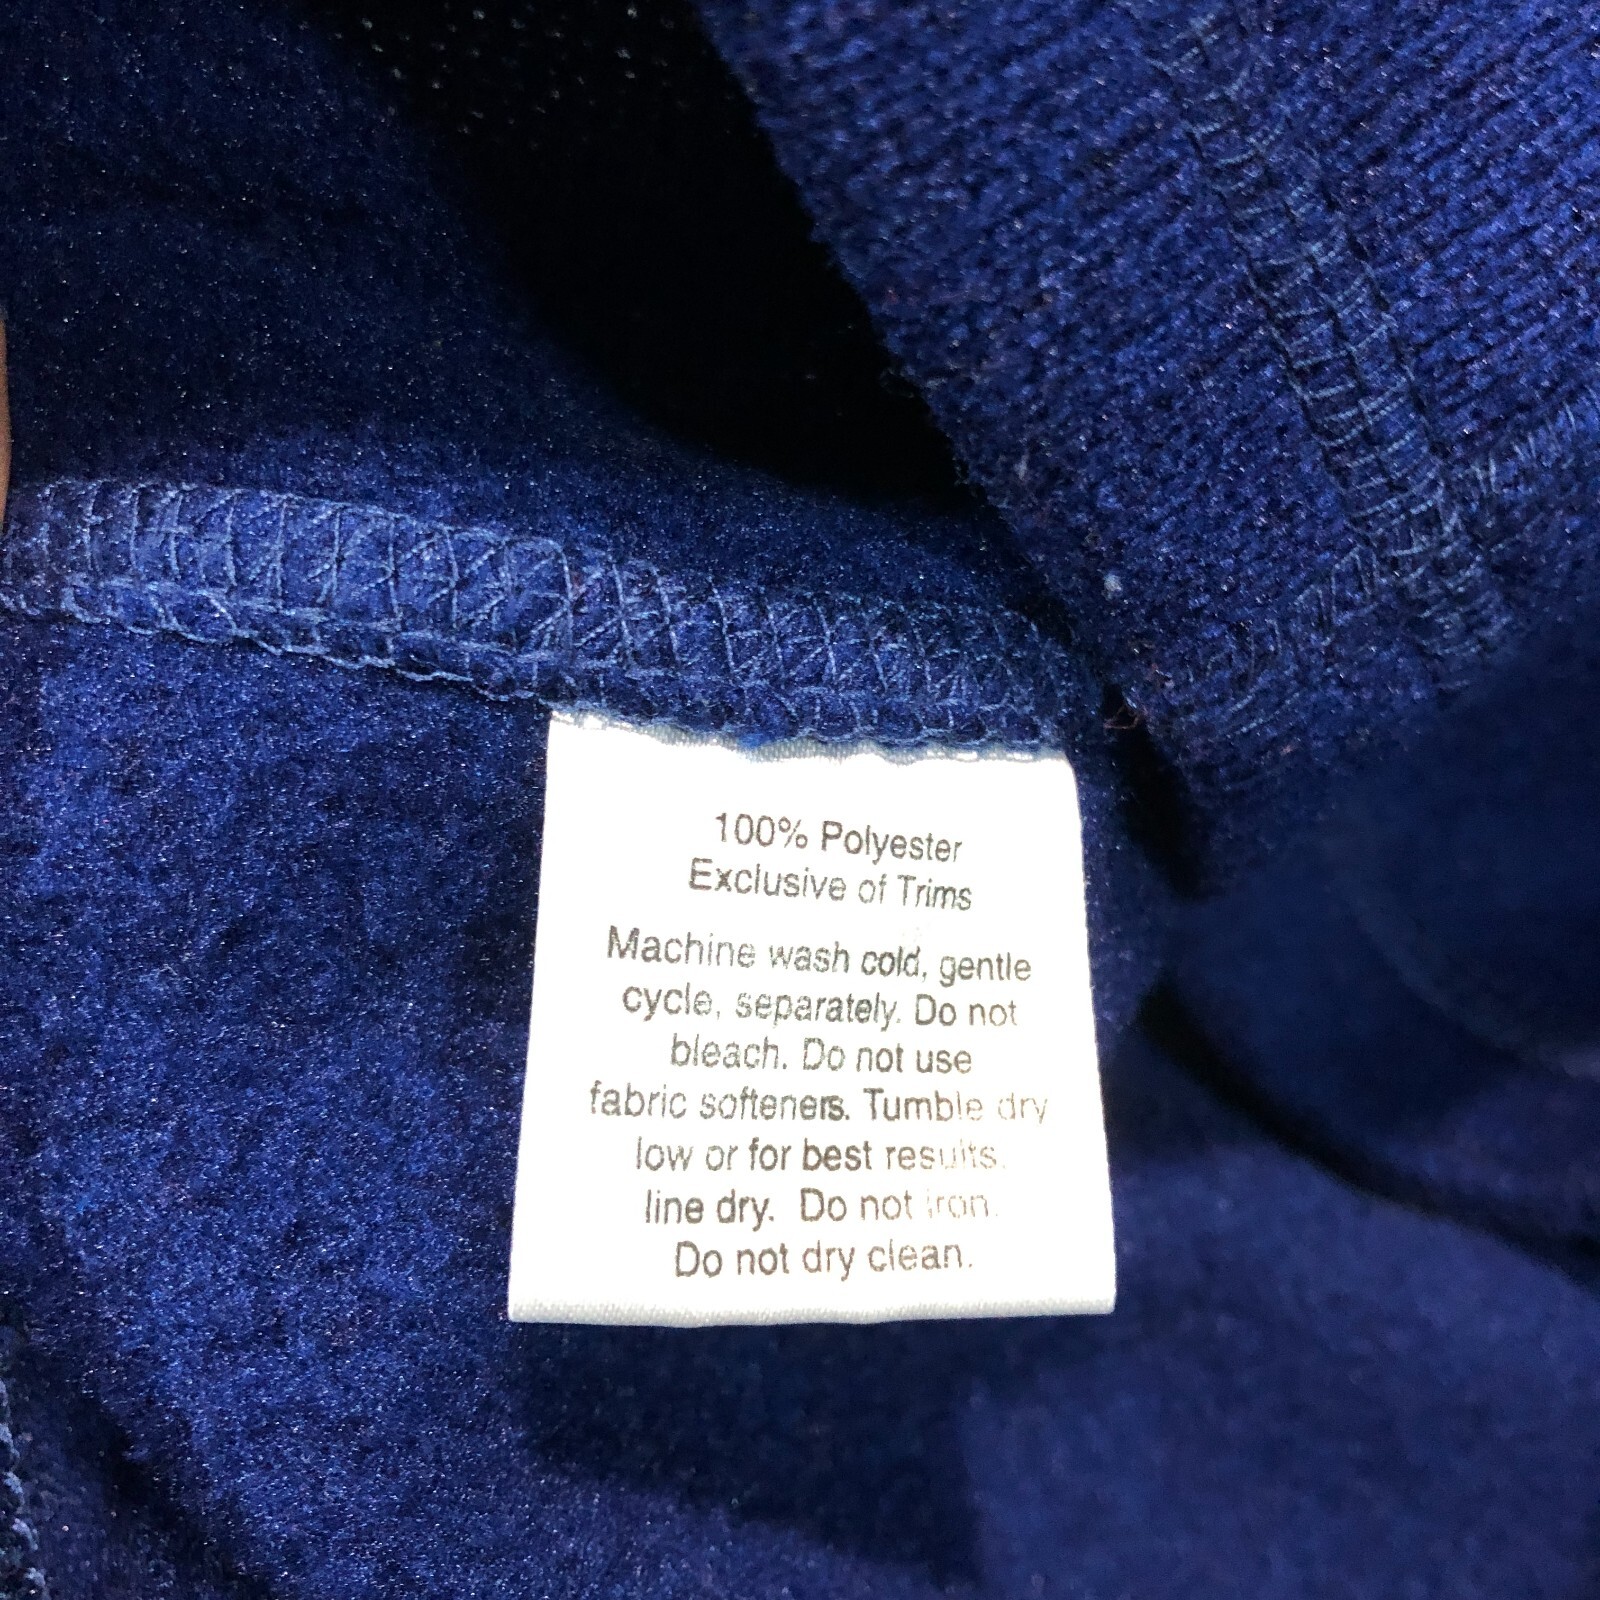 100% Polyester
Exclusive of Trims
Machine wash cold, gentle
cycle, separately. Do not
bleach. Do not use
fabric softeners. Tumble dry
low or for best results.
line dry. Do not iron.
Do not dry clean.